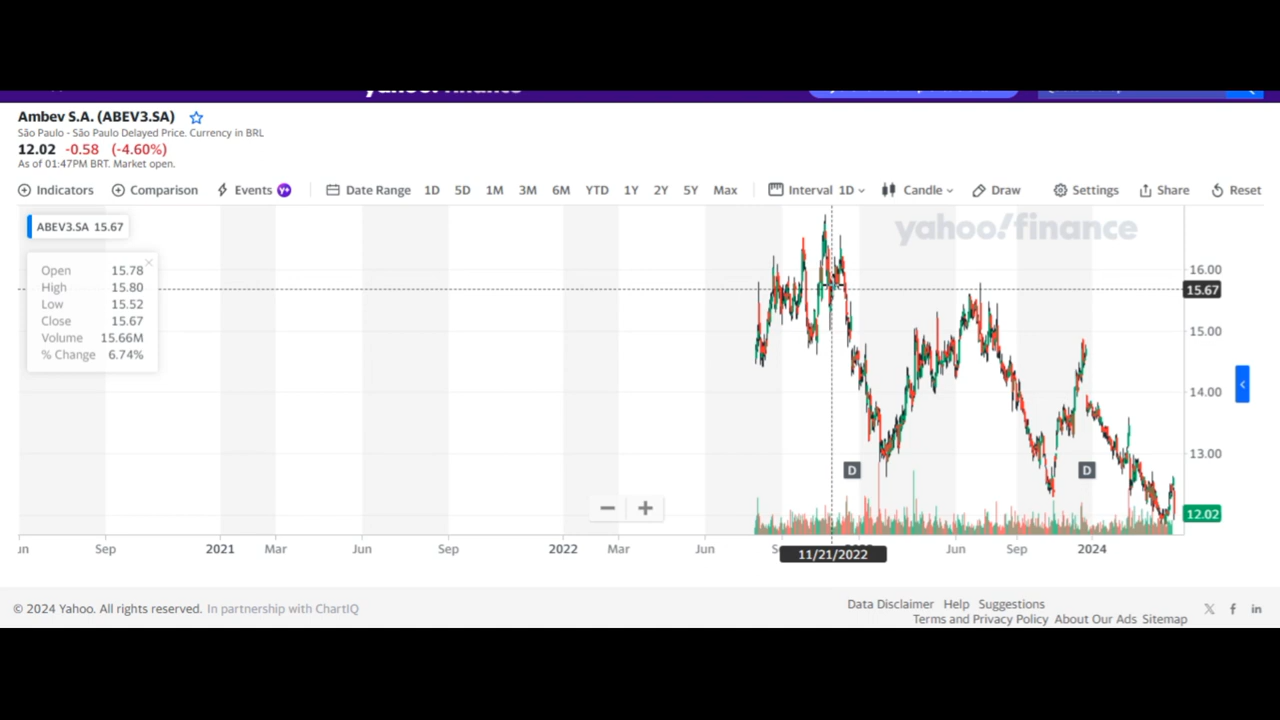 Ambev S.A. (ABEV3.SA)
São Paulo - São Paulo Delayed Price. Currency in BRL
12.02 -0.58 (-4.60%)
As of 01:47PM BRT. Market open.
Indicators Comparison Events Y+ Date Range 1D 5D 1M 3M 6M YTD 1Y 2Y 5Y Max Interval 1D Candle Draw Settings Share Reset
ABEV3.SA 15.67
yahoo!finance
Open 15.78
High 15.80
Low 15.52
Close 15.67
Volume 15.66M
% Change 6.74%
16.00
15.67
15.00
14.00
13.00
12.02
D D
Sep 2021 Mar Jun Sep 2022 Mar Jun 11/21/2022 Jun Sep 2024
© 2024 Yahoo. All rights reserved. In partnership with ChartIQ
Data Disclaimer Help Suggestions
Terms and Privacy Policy About Our Ads Sitemap